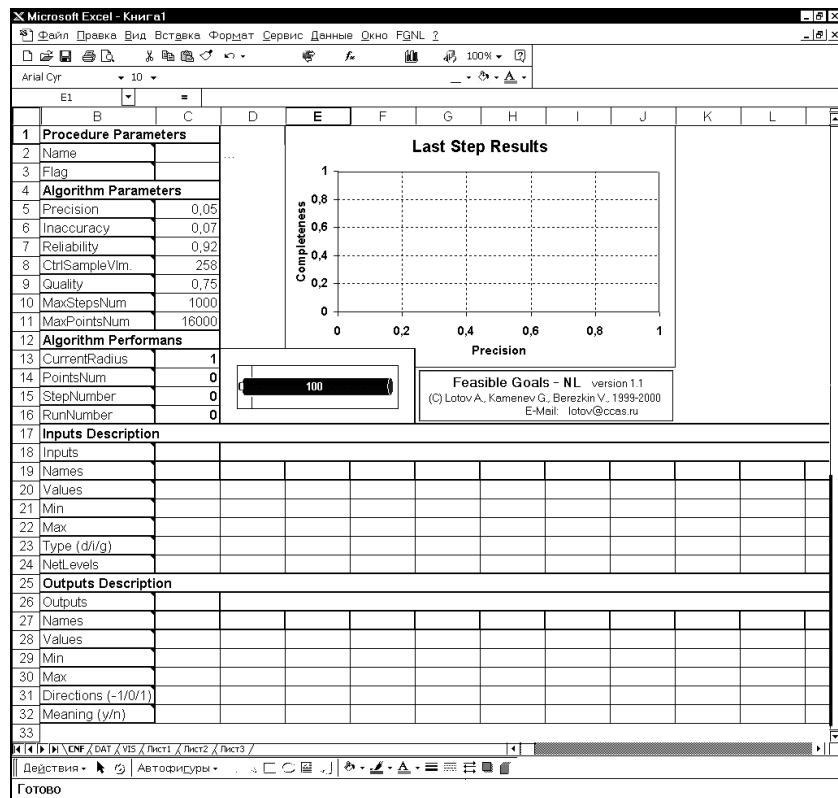 Microsoft Excel - Книга1
Файл Правка Вид Вставка Формат Сервис Данные Окно FGNL ?
100%
Arial Cyr 10
E1 =
B C D E F G H I J K L
1 Procedure Parameters
2 Name ...
3 Flag
4 Algorithm Parameters
5 Precision 0,05
6 Inaccuracy 0,07
7 Reliability 0,92
8 CtrlSampleVlm. 258
9 Quality 0,75
10 MaxStepsNum 1000
11 MaxPointsNum 16000
12 Algorithm Performans
13 CurrentRadius 1
14 PointsNum 0
15 StepNumber 0
16 RunNumber 0
Last Step Results
Completeness
1
0,8
0,6
0,4
0,2
0
0 0,2 0,4 0,6 0,8 1
Precision
100
Feasible Goals - NL version 1.1
(C) Lotov A., Kamenev G., Berezkin V., 1999-2000
E-Mail: lotov@ccas.ru
17 Inputs Description
18 Inputs
19 Names
20 Values
21 Min
22 Max
23 Type (d/i/g)
24 NetLevels
25 Outputs Description
26 Outputs
27 Names
28 Values
29 Min
30 Max
31 Directions (-1/0/1)
32 Meaning (y/n)
33
CNF DAT VIS Лист1 Лист2 Лист3
Действия Автофигуры
Готово